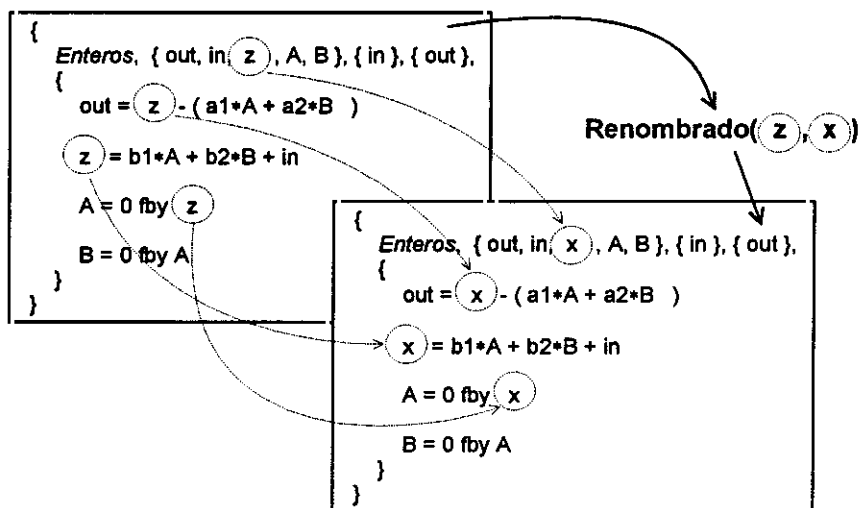 {
Enteros, { out, in, z , A, B }, { in }, { out },
{
out = z - ( a1*A + a2*B )
z = b1*A + b2*B + in
A = 0 fby z
B = 0 fby A
}
}
Renombrado( z , x )
{
Enteros, { out, in, x , A, B }, { in }, { out },
{
out = x - ( a1*A + a2*B )
x = b1*A + b2*B + in
A = 0 fby x
B = 0 fby A
}
}